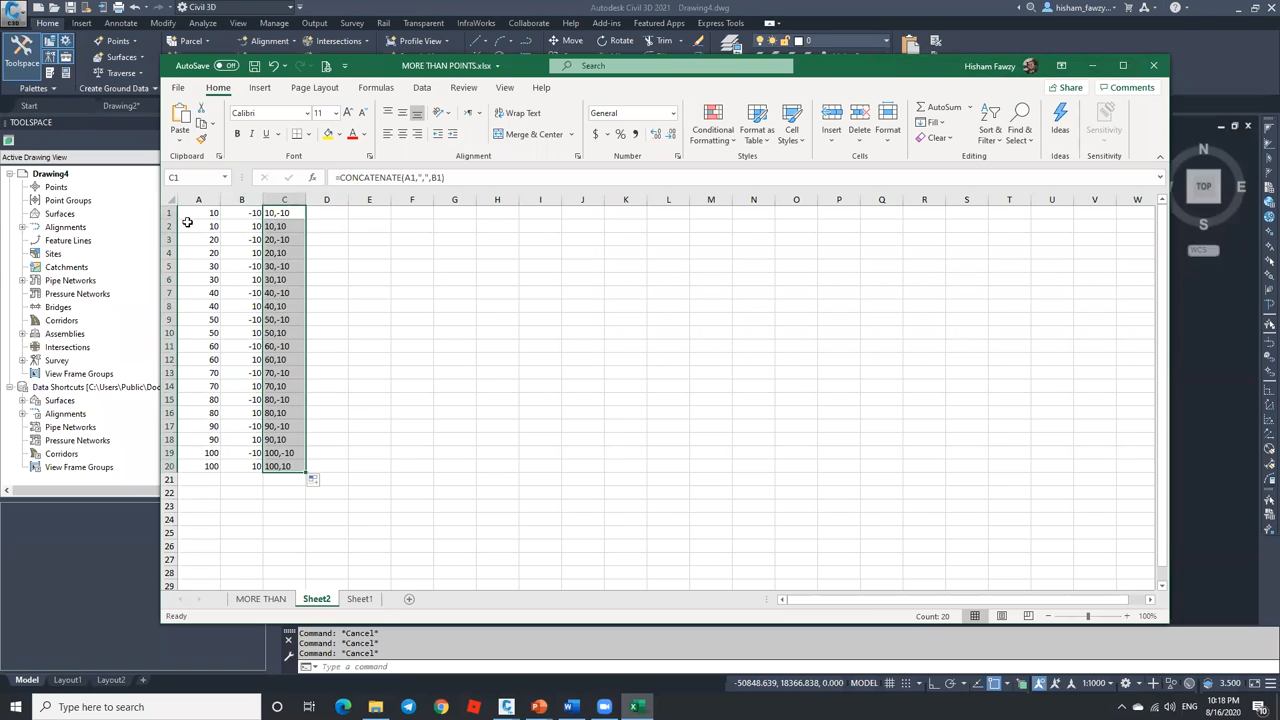 Civil 3D
Autodesk Civil 3D 2021 Drawing4.dwg
hisham_fawzy...
Home Insert Annotate Modify Analyze View Manage Output Survey Rail Transparent InfraWorks Collaborate Help Add-ins Featured Apps Express Tools
Toolspace
Palettes
Points
Surfaces
Traverse
Create Ground Data
Parcel
Alignment
Intersections
Profile View
Move
Rotate
Trim
0
Paste
Start Drawing2*
TOOLSPACE
Active Drawing View
Drawing4
Points
Point Groups
Surfaces
Alignments
Feature Lines
Sites
Catchments
Pipe Networks
Pressure Networks
Bridges
Corridors
Assemblies
Intersections
Survey
View Frame Groups
Data Shortcuts [C:\Users\Public\Doc
Surfaces
Alignments
Pipe Networks
Pressure Networks
Corridors
View Frame Groups
AutoSave Off
MORE THAN POINTS.xlsx
Search
Hisham Fawzy
File Home Insert Page Layout Formulas Data Review View Help
Share Comments
Paste
Clipboard
Calibri 11
B I U
Font
Wrap Text
Merge & Center
Alignment
General
$ % ,
Number
Conditional Formatting
Format as Table
Cell Styles
Styles
Insert Delete Format
Cells
AutoSum
Fill
Clear
Sort & Filter
Find & Select
Editing
Ideas
Ideas
Sensitivity
Sensitivity
C1 fx =CONCATENATE(A1,",",B1)
A B C D E F G H I J K L M N O P Q R S T U V W
1 10 -10 10,-10
2 10 10 10,10
3 20 -10 20,-10
4 20 10 20,10
5 30 -10 30,-10
6 30 10 30,10
7 40 -10 40,-10
8 40 10 40,10
9 50 -10 50,-10
10 50 10 50,10
11 60 -10 60,-10
12 60 10 60,10
13 70 -10 70,-10
14 70 10 70,10
15 80 -10 80,-10
16 80 10 80,10
17 90 -10 90,-10
18 90 10 90,10
19 100 -10 100,-10
20 100 10 100,10
21
22
23
24
25
26
27
28
29
MORE THAN Sheet2 Sheet1
Ready
Count: 20
100%
N
TOP
E
S
WCS
Command: *Cancel*
Command: *Cancel*
Command: *Cancel*
Type a command
Model Layout1 Layout2
-50848.639, 18366.838, 0.000 MODEL
1:1000
3.500
Type here to search
ENG
10:18 PM
8/16/2020